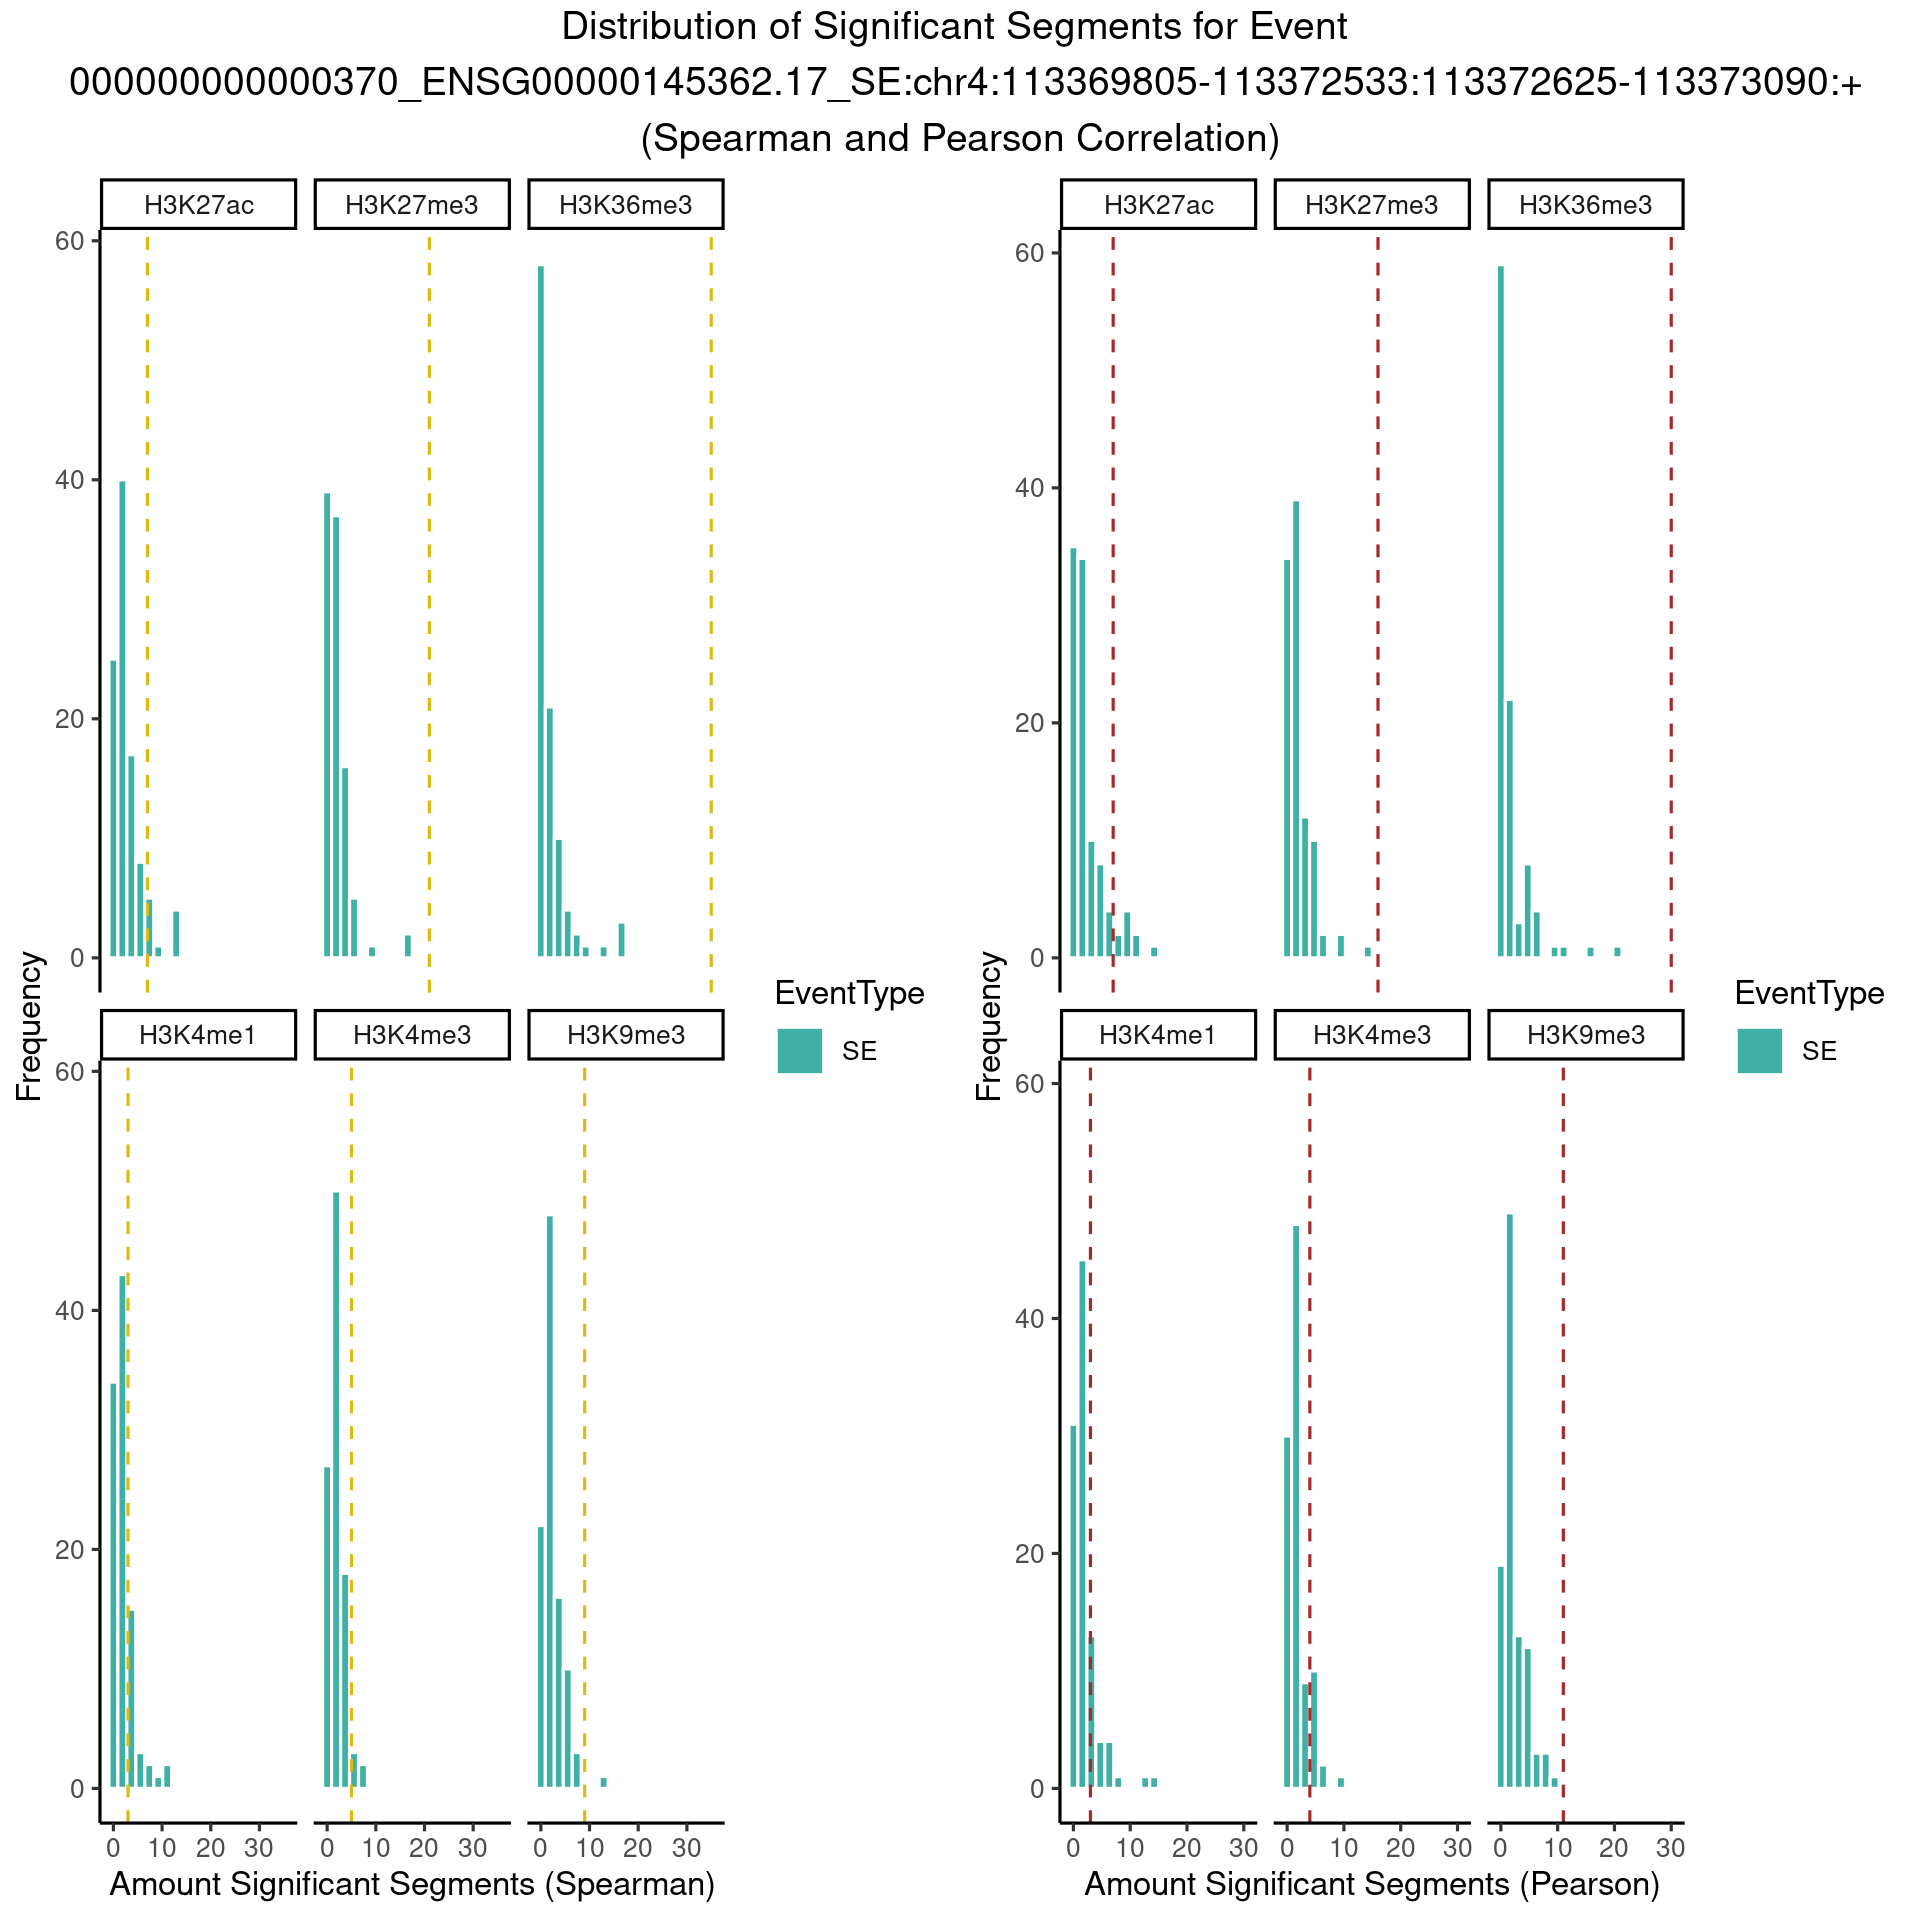 Distribution of Significant Segments for Event
000000000000370_ENSG00000145362.17_SE:chr4:113369805-113372533:113372625-113373090:+
(Spearman and Pearson Correlation)
H3K27ac H3K27me3 H3K36me3
60
40
20
0
H3K4me1 H3K4me3 H3K9me3
60
40
20
0
0 10 20 30 0 10 20 30 0 10 20 30
Frequency
Amount Significant Segments (Spearman)
EventType
SE
H3K27ac H3K27me3 H3K36me3
60
40
20
0
H3K4me1 H3K4me3 H3K9me3
60
40
20
0
0 10 20 30 0 10 20 30 0 10 20 30
Frequency
Amount Significant Segments (Pearson)
EventType
SE